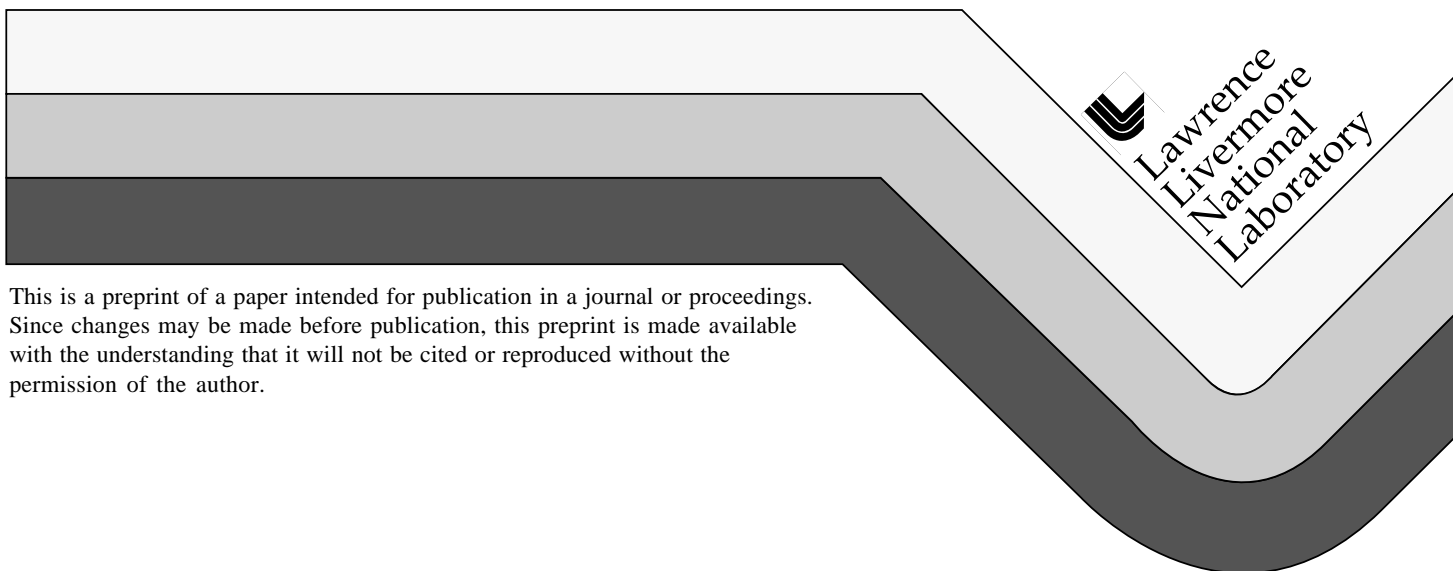 Lawrence
Livermore
National
Laboratory
This is a preprint of a paper intended for publication in a journal or proceedings.
Since changes may be made before publication, this preprint is made available
with the understanding that it will not be cited or reproduced without the
permission of the author.